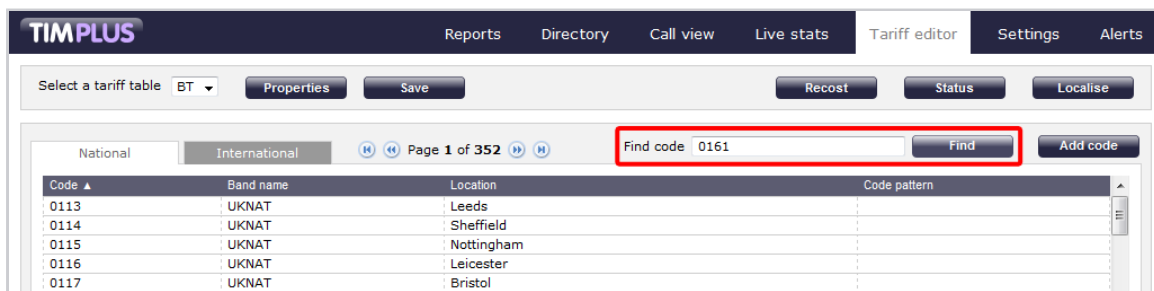 TIMPLUS Reports Directory Call view Live stats Tariff editor Settings Alerts
Select a tariff table BT Properties Save Recost Status Localise
National International Page 1 of 352 Find code 0161 Find Add code
Code ▲ Band name Location Code pattern
0113 UKNAT Leeds
0114 UKNAT Sheffield
0115 UKNAT Nottingham
0116 UKNAT Leicester
0117 UKNAT Bristol